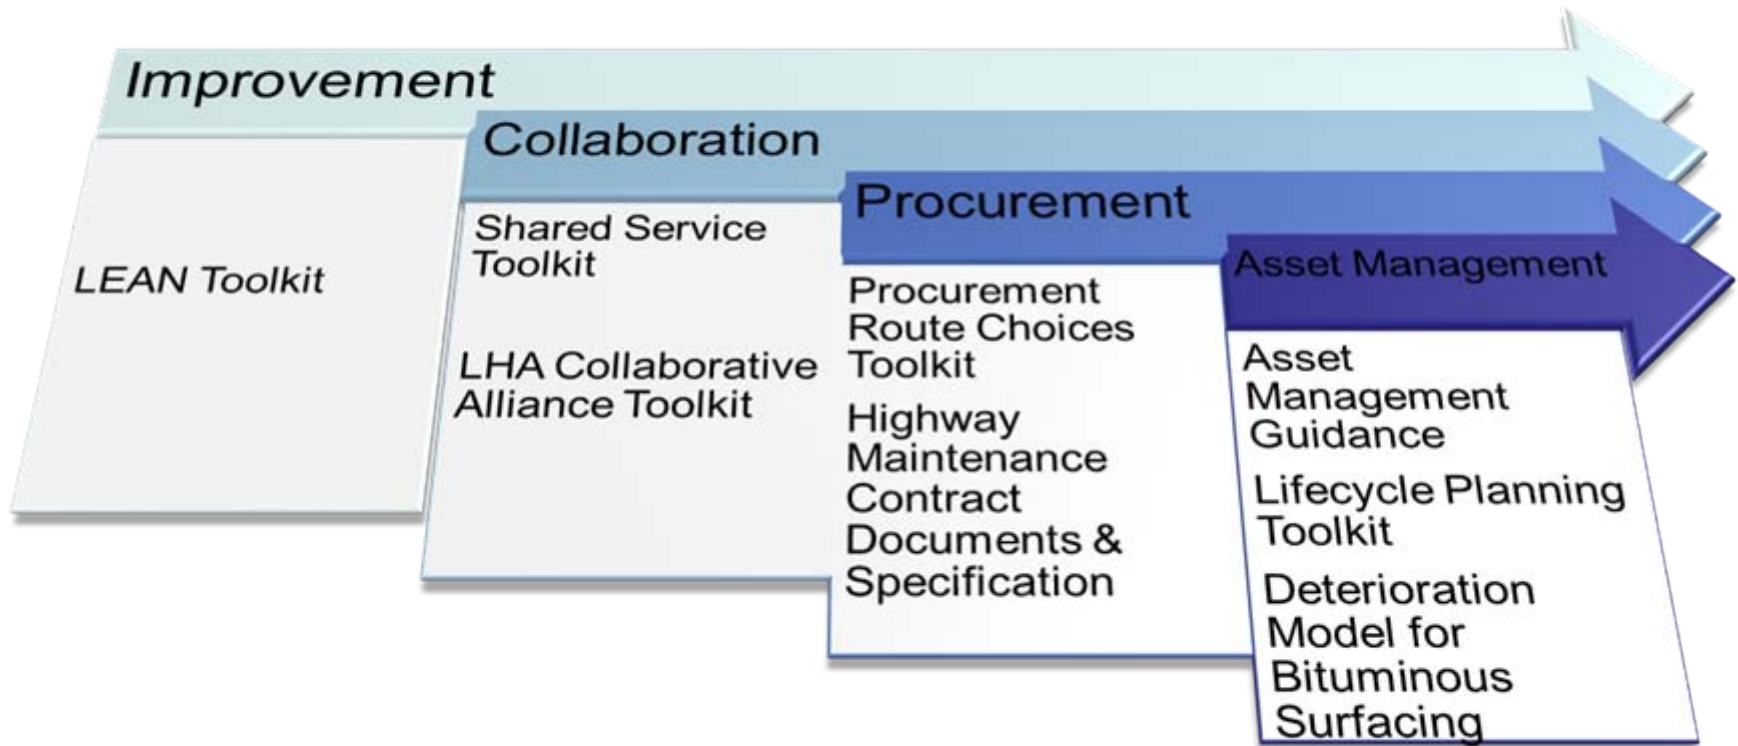 Improvement
LEAN Toolkit
Collaboration
Shared Service
Toolkit
LHA Collaborative
Alliance Toolkit
Procurement
Procurement
Route Choices
Toolkit
Highway
Maintenance
Contract
Documents &
Specification
Asset Management
Asset
Management
Guidance
Lifecycle Planning
Toolkit
Deterioration
Model for
Bituminous
Surfacing